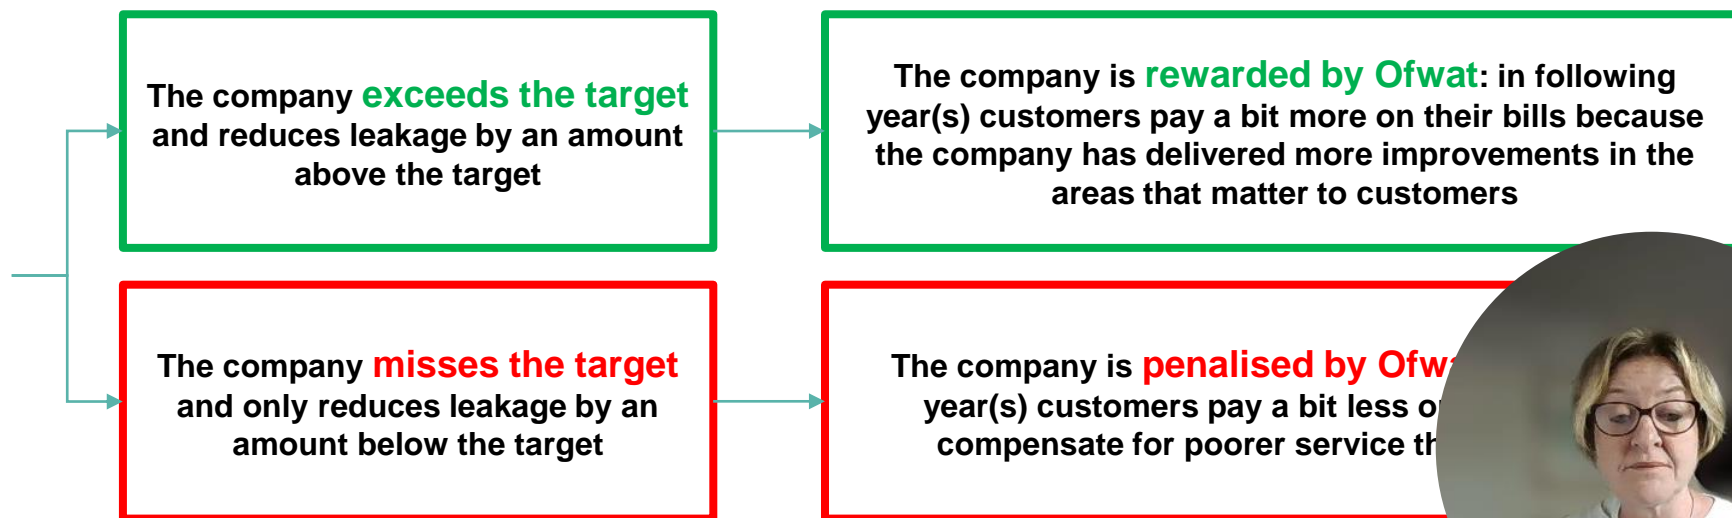 The company exceeds the target
and reduces leakage by an amount
above the target
The company is rewarded by Ofwat: in following
year(s) customers pay a bit more on their bills because
the company has delivered more improvements in the
areas that matter to customers
The company misses the target
and only reduces leakage by an
amount below the target
The company is penalised by
year(s) customers pay a bit less
compensate for poorer service